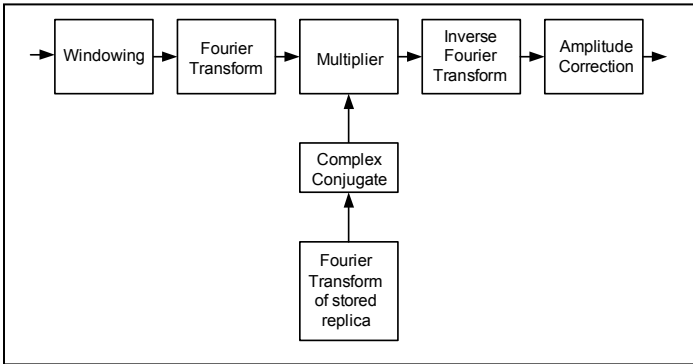 Windowing
Fourier
Transform
Multiplier
Inverse
Fourier
Transform
Amplitude
Correction
Complex
Conjugate
Fourier
Transform
of stored
replica